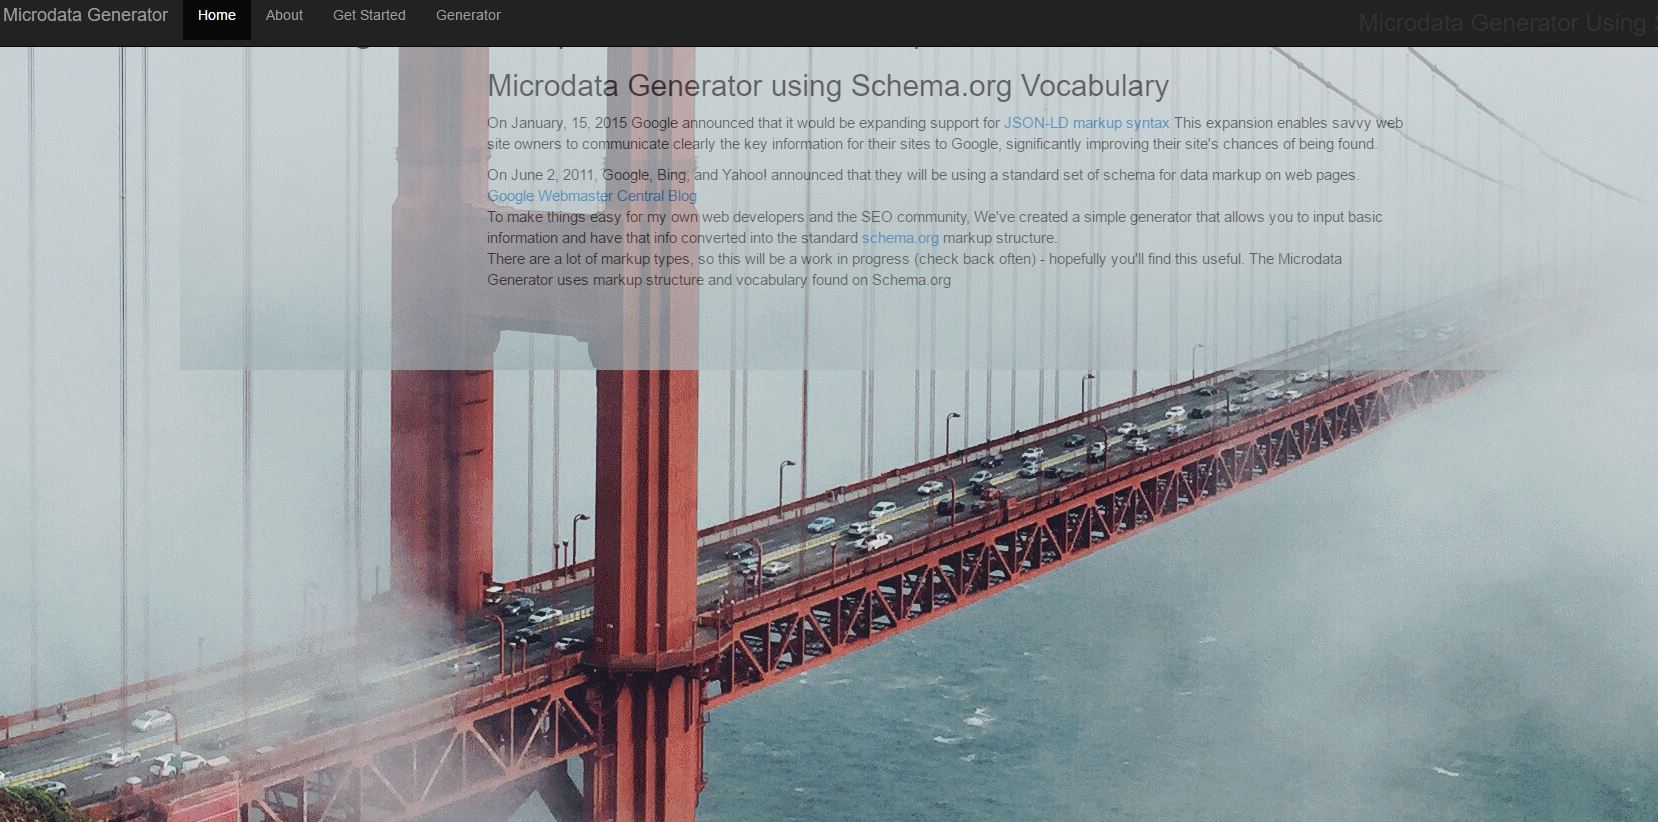 Microdata Generator Home About Get Started Generator Microdata Generator Using
Microdata Generator using Schema.org Vocabulary
On January, 15, 2015 Google announced that it would be expanding support for JSON-LD markup syntax This expansion enables savvy web
site owners to communicate clearly the key information for their sites to Google, significantly improving their site's chances of being found.
On June 2, 2011, Google, Bing, and Yahoo! announced that they will be using a standard set of schema for data markup on web pages.
Google Webmaster Central Blog
To make things easy for my own web developers and the SEO community, We've created a simple generator that allows you to input basic
information and have that info converted into the standard schema.org markup structure.
There are a lot of markup types, so this will be a work in progress (check back often) - hopefully you'll find this useful. The Microdata
Generator uses markup structure and vocabulary found on Schema.org